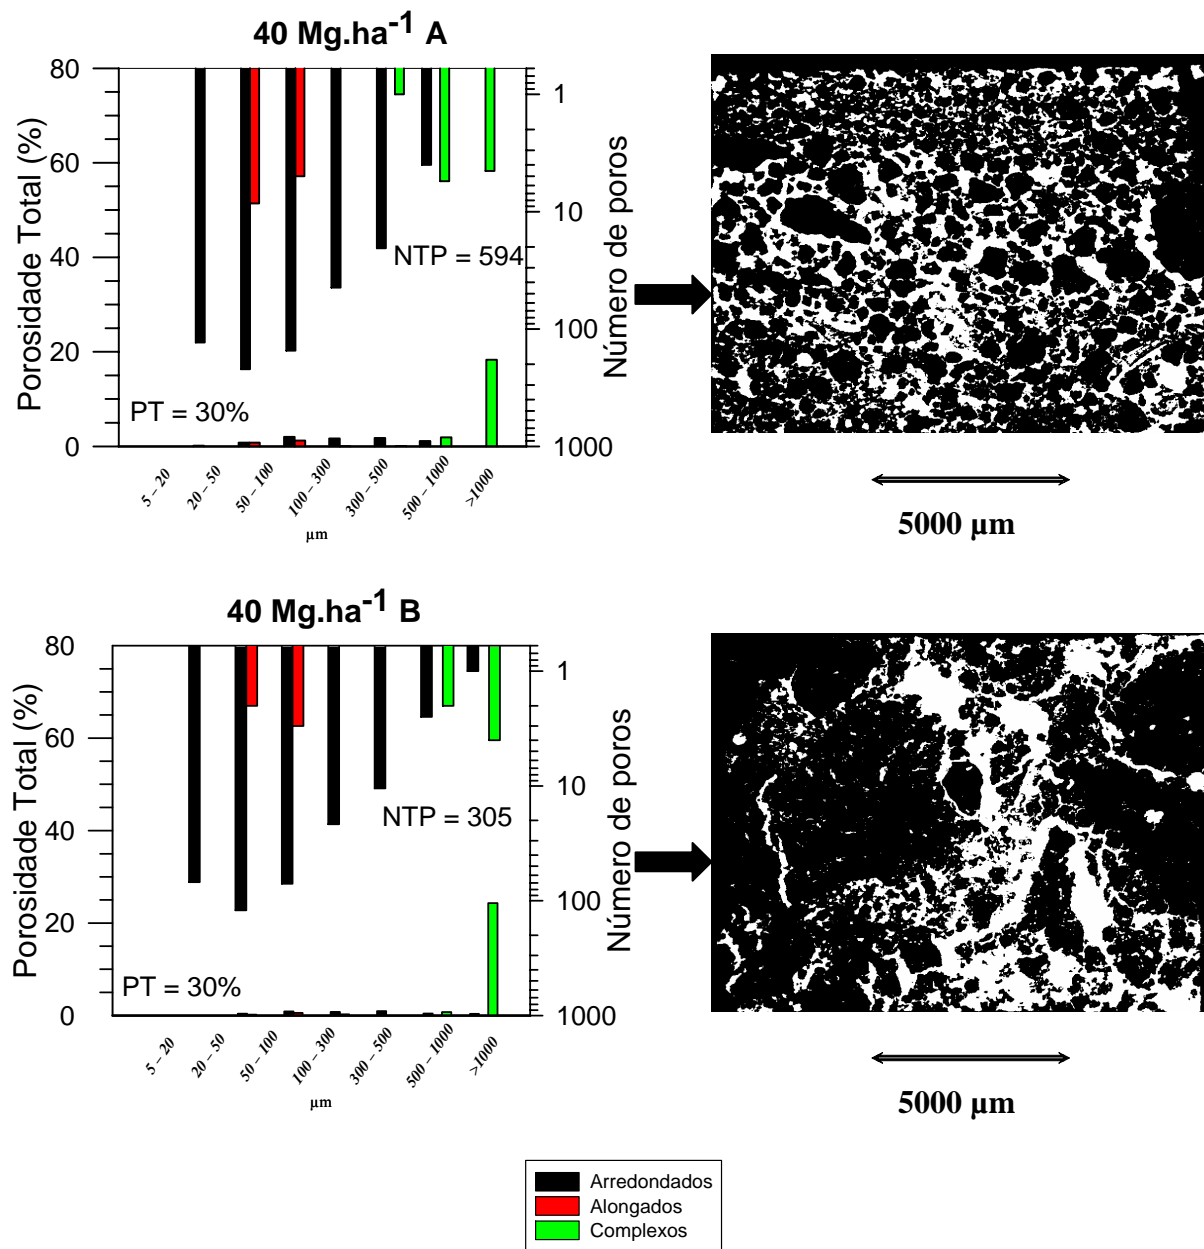 40 Mg.ha⁻¹ A
Porosidade Total (%)
80
60
40
20
0
1
10
100
1000
Número de poros
NTP = 594
PT = 30%
5 – 20
20 – 50
50 – 100
100 – 300
300 – 500
500 – 1000
>1000
µm
5000 µm
40 Mg.ha⁻¹ B
Porosidade Total (%)
80
60
40
20
0
1
10
100
1000
Número de poros
NTP = 305
PT = 30%
5 – 20
20 – 50
50 – 100
100 – 300
300 – 500
500 – 1000
>1000
µm
5000 µm
Arredondados
Alongados
Complexos